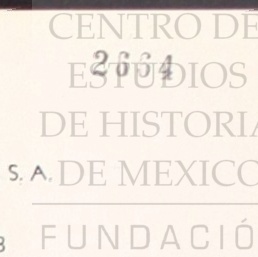 CENTRO DE
2664
ESTUDIOS
DE HISTORIA
S. A. DE MEXICO
FUNDACIÓ